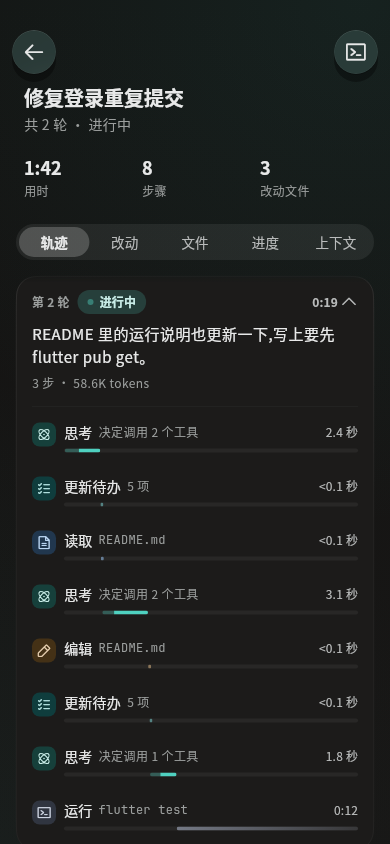 修复登录重复提交
共 2 轮 · 进行中
1:42 8 3
用时 步骤 改动文件
轨迹 改动 文件 进度 上下文
第 2 轮 进行中 0:19
README 里的运行说明也更新一下,写上要先
flutter pub get。
3 步 · 58.6K tokens
思考 决定调用 2 个工具 2.4 秒
更新待办 5 项 <0.1 秒
读取 README.md <0.1 秒
思考 决定调用 2 个工具 3.1 秒
编辑 README.md <0.1 秒
更新待办 5 项 <0.1 秒
思考 决定调用 1 个工具 1.8 秒
运行 flutter test 0:12